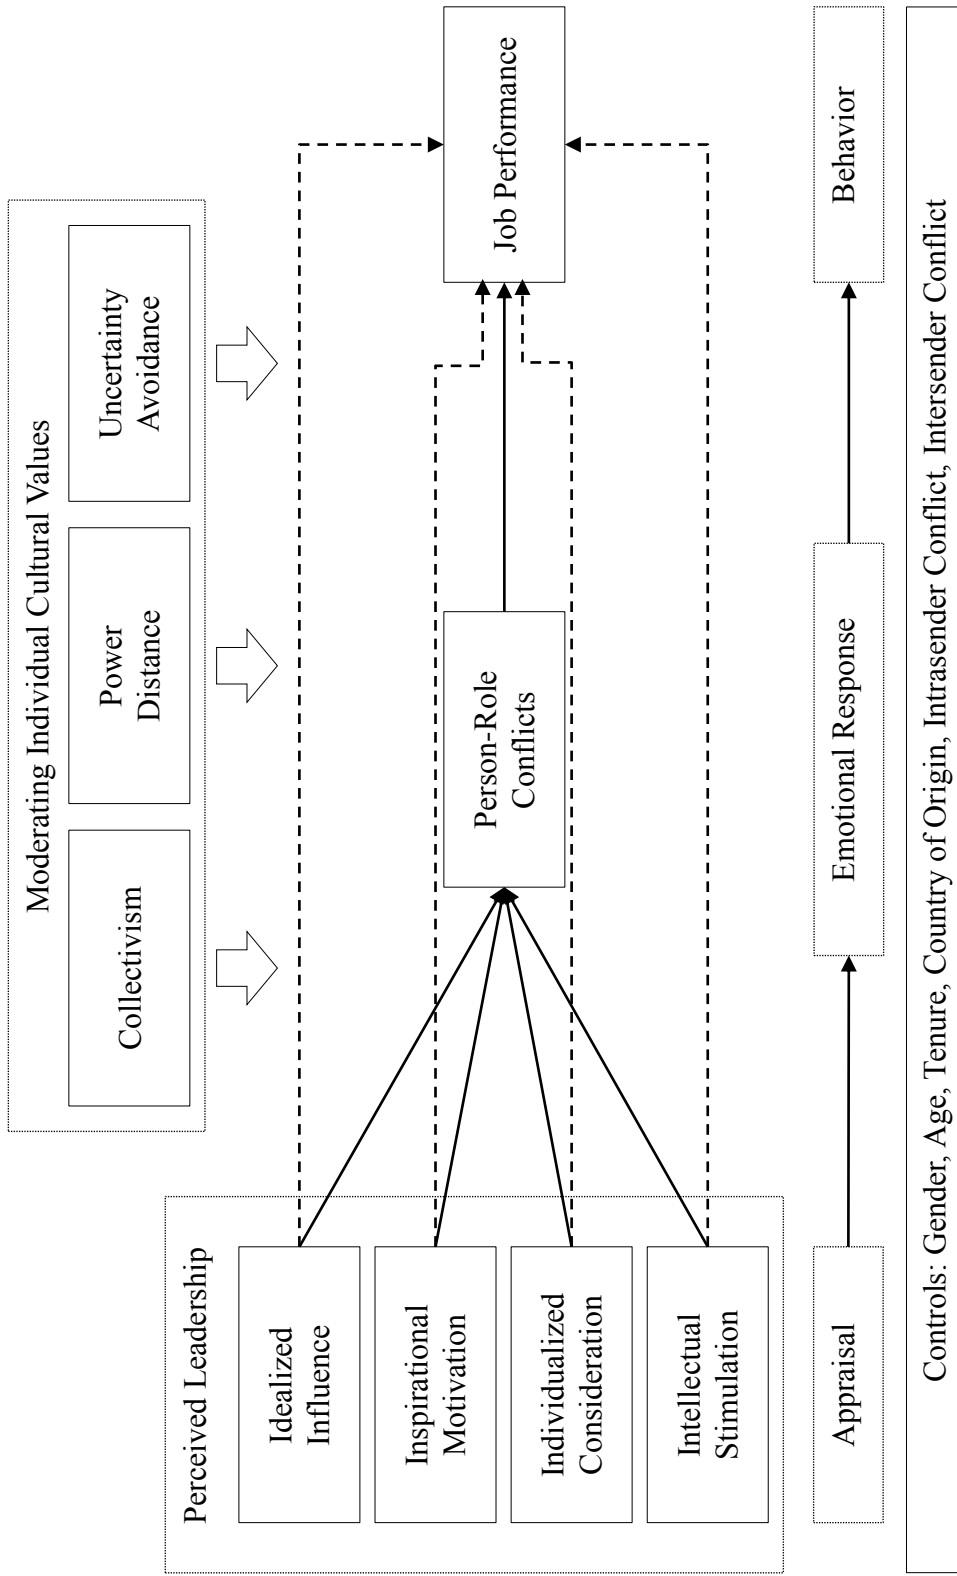 Moderating Individual Cultural Values
Collectivism
Power
Distance
Uncertainty
Avoidance
Perceived Leadership
Idealized
Influence
Inspirational
Motivation
Individualized
Consideration
Intellectual
Stimulation
Person-Role
Conflicts
Job Performance
Appraisal
Emotional Response
Behavior
Controls: Gender, Age, Tenure, Country of Origin, Intrasender Conflict, Intersender Conflict